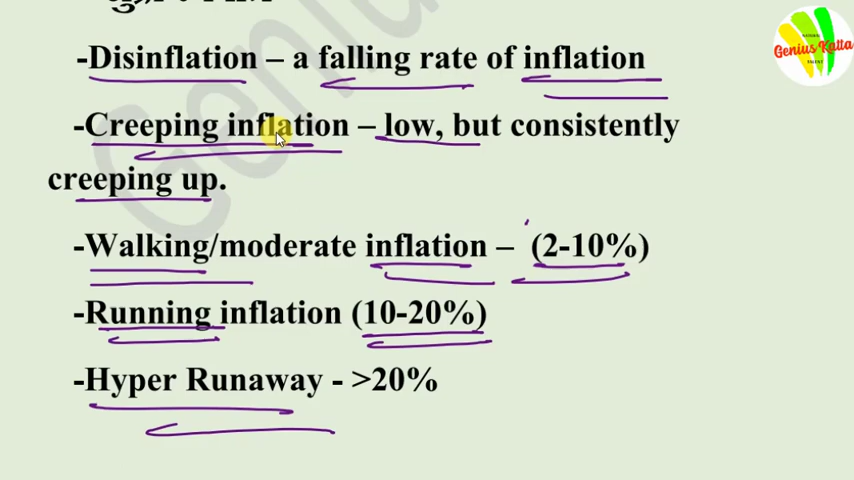 -Disinflation – a falling rate of inflation
-Creeping inflation – low, but consistently
creeping up.
-Walking/moderate inflation – (2-10%)
-Running inflation (10-20%)
-Hyper Runaway - >20%
Genius Katta